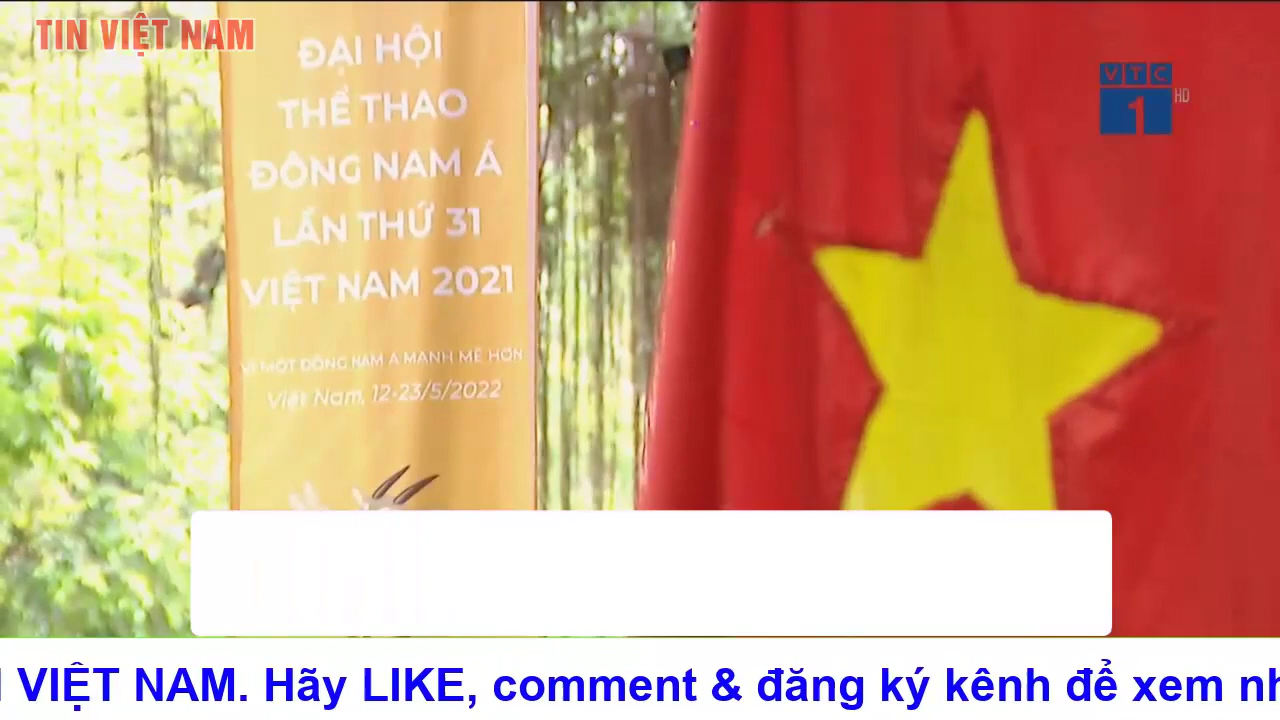 TIN VIỆT NAM
ĐẠI HỘI
THỂ THAO
ĐÔNG NAM Á
LẦN THỨ 31
VIỆT NAM 2021
VÌ MỘT ĐÔNG NAM Á MẠNH MẼ HƠN
Việt Nam, 12-23/5/2022
VTC
1
HD
VIỆT NAM. Hãy LIKE, comment & đăng ký kênh để xem